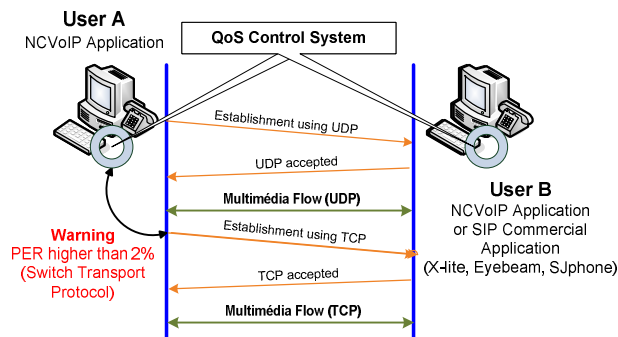 User A
NCVoIP Application
QoS Control System
Establishment using UDP
UDP accepted
Multimédia Flow (UDP)
Warning
PER higher than 2%
(Switch Transport
Protocol)
Establishment using TCP
TCP accepted
Multimédia Flow (TCP)
User B
NCVoIP Application
or SIP Commercial
Application
(X-lite, Eyebeam, SJphone)